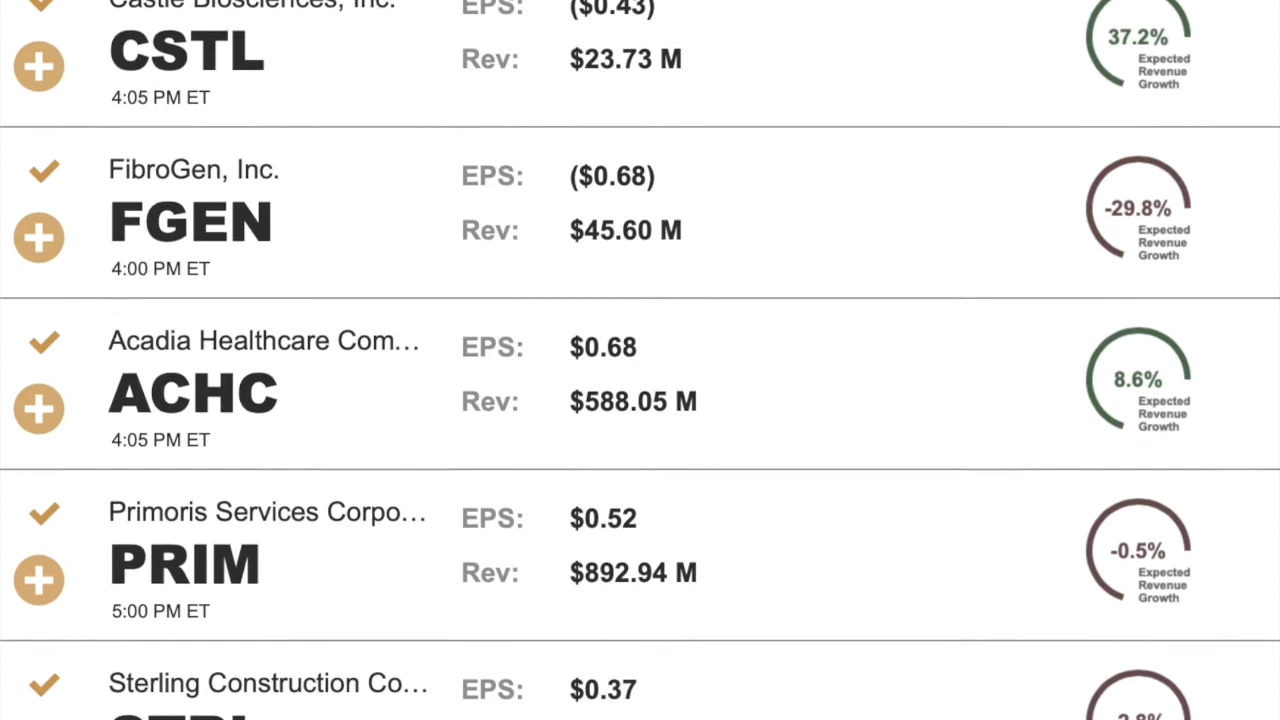 Castle Biosciences, Inc. EPS: ($0.43)
CSTL Rev: $23.73 M 37.2%
Expected
Revenue
Growth
4:05 PM ET
FibroGen, Inc. EPS: ($0.68)
FGEN Rev: $45.60 M -29.8%
Expected
Revenue
Growth
4:00 PM ET
Acadia Healthcare Com... EPS: $0.68
ACHC Rev: $588.05 M 8.6%
Expected
Revenue
Growth
4:05 PM ET
Primoris Services Corpo... EPS: $0.52
PRIM Rev: $892.94 M -0.5%
Expected
Revenue
Growth
5:00 PM ET
Sterling Construction Co... EPS: $0.37